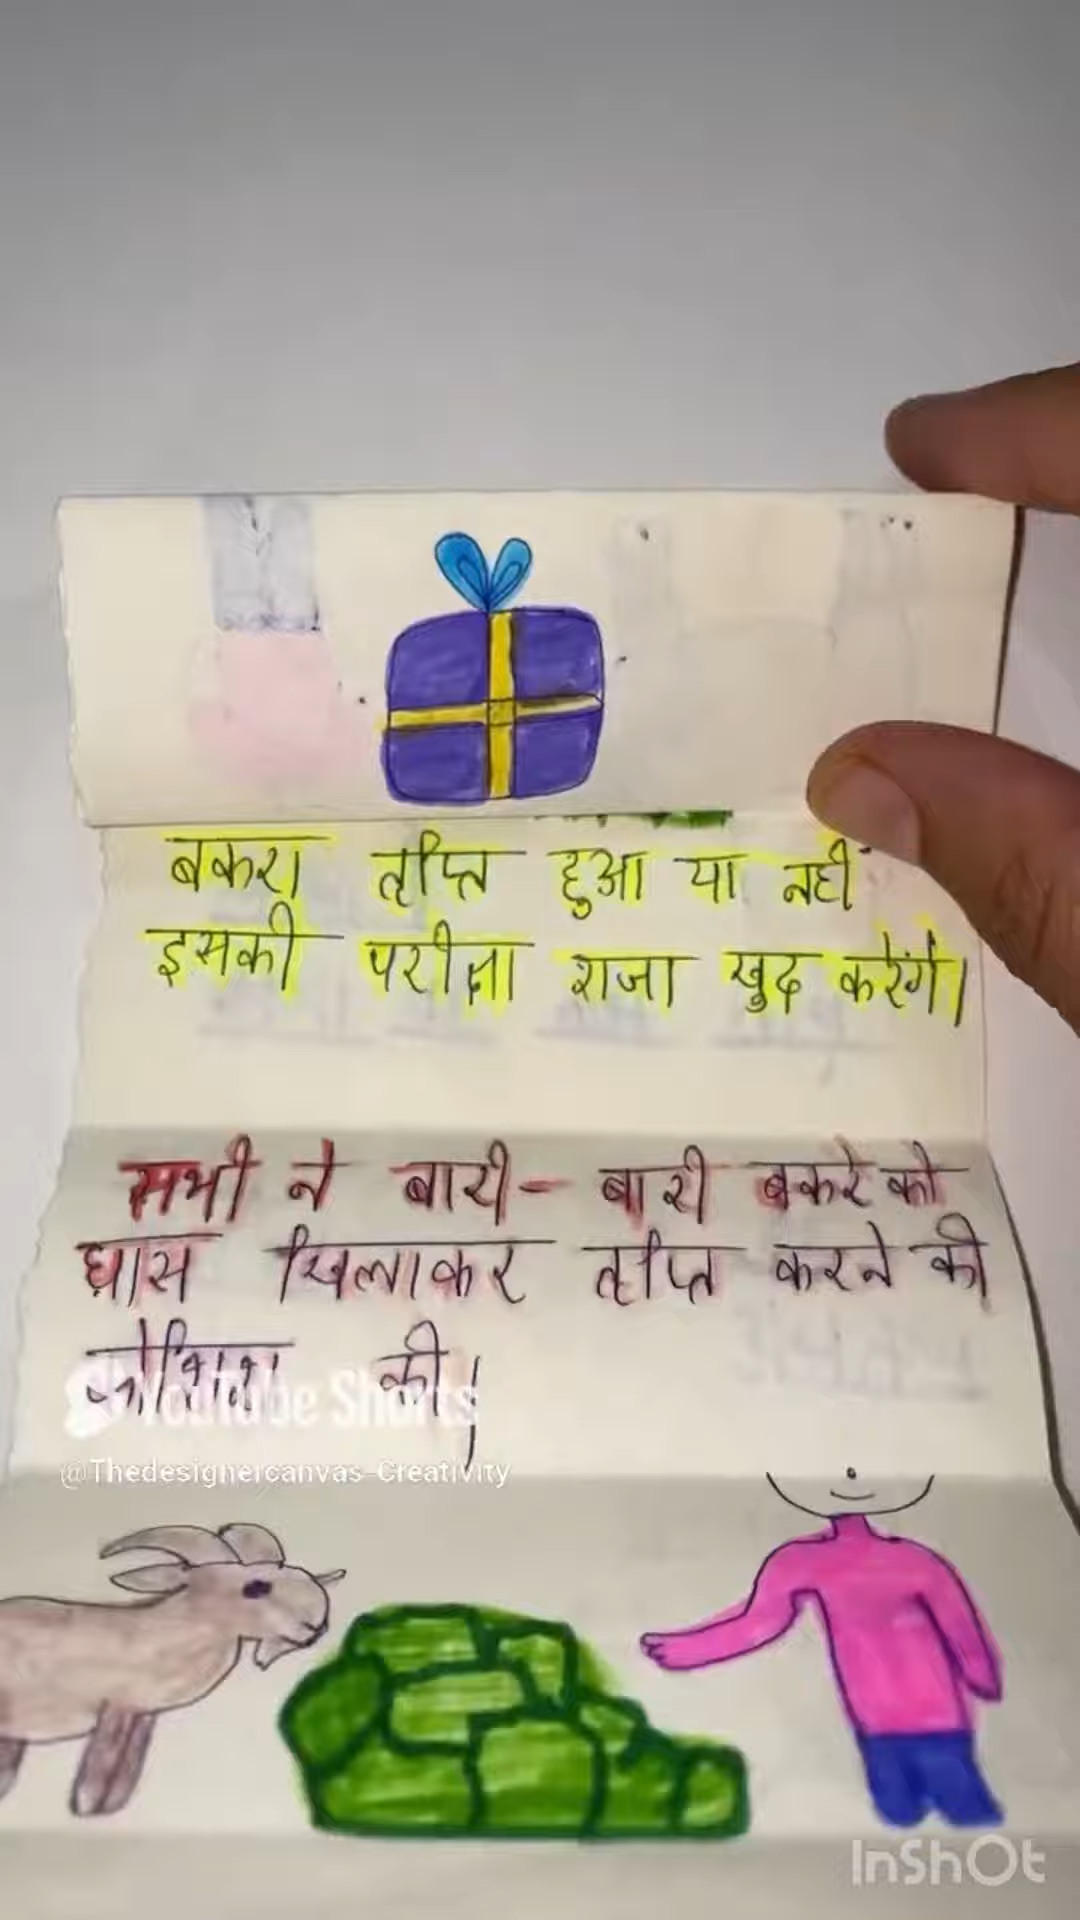 बकरा तृप्ति हुआ या नहीं
इसकी परीक्षा राजा खुद करेंगे।
सभी ने बारी-बारी बकरे को
घास खिलाकर तृप्ति करने की
कोशिश की।
YouTube Shorts
@Thedesignercanvas-Creativity
InShOt